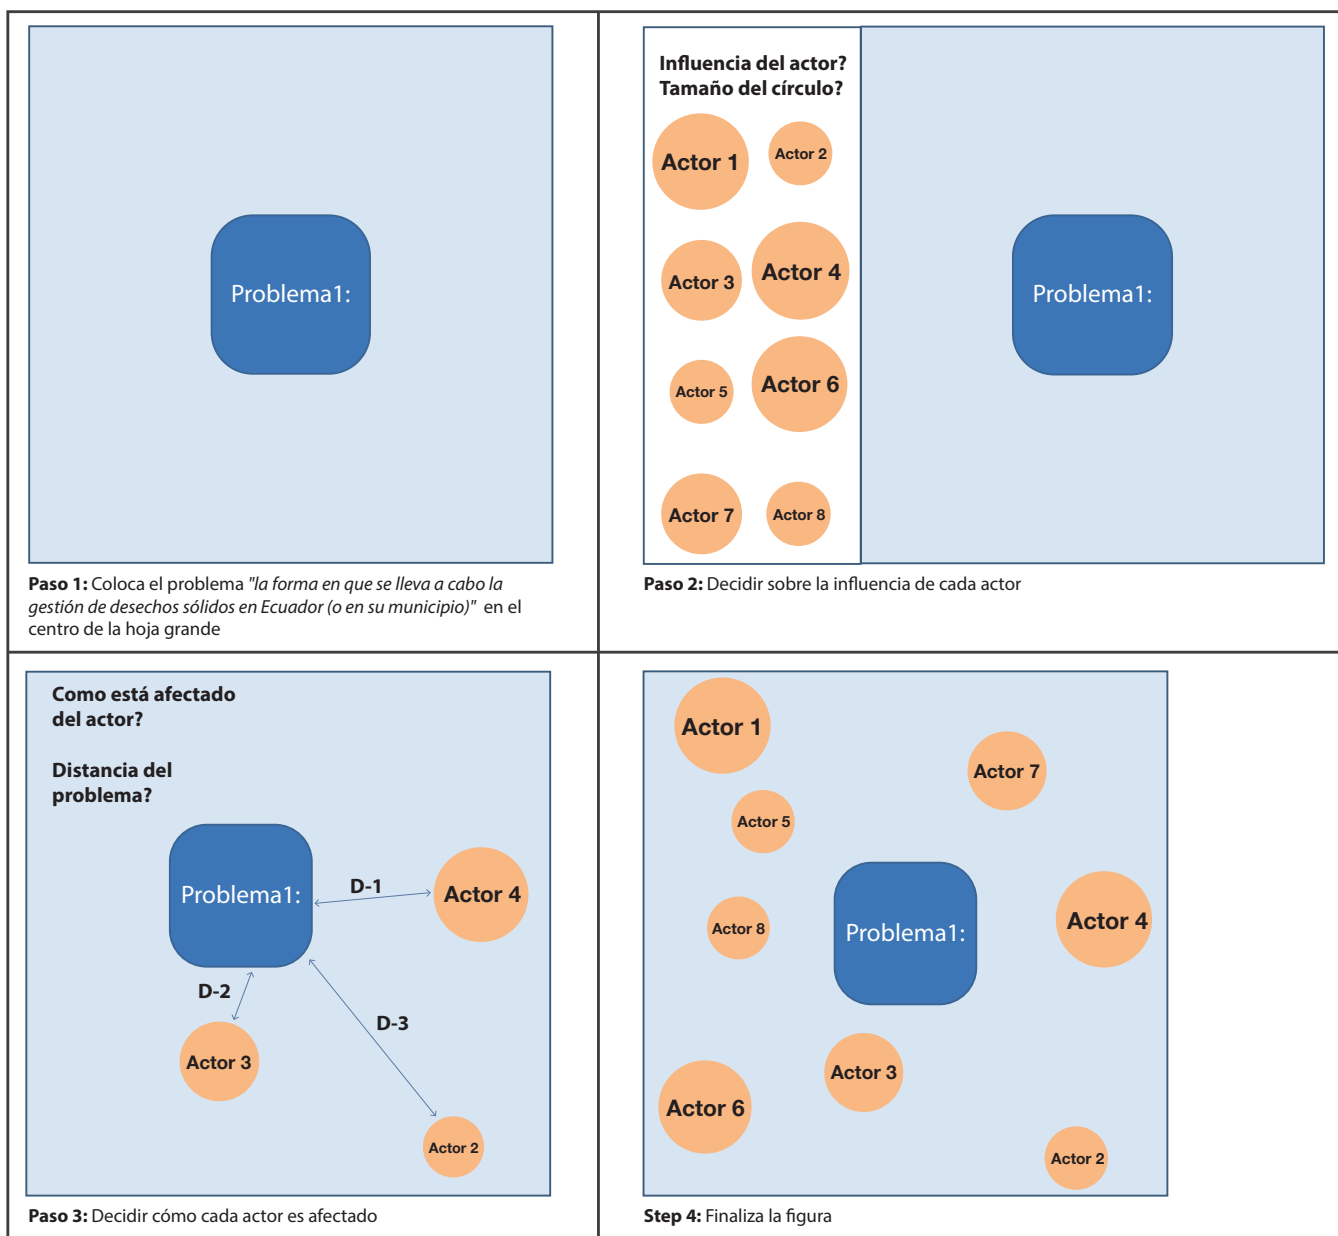 Problema1:
Paso 1: Coloca el problema "la forma en que se lleva a cabo la
gestión de desechos sólidos en Ecuador (o en su municipio)" en el
centro de la hoja grande
Influencia del actor?
Tamaño del círculo?
Actor 1
Actor 2
Actor 3
Actor 4
Actor 5
Actor 6
Actor 7
Actor 8
Problema1:
Paso 2: Decidir sobre la influencia de cada actor
Como está afectado
del actor?
Distancia del
problema?
Problema1:
D-1
Actor 4
D-2
D-3
Actor 3
Actor 2
Paso 3: Decidir cómo cada actor es afectado
Actor 1
Actor 7
Actor 5
Actor 8
Problema1:
Actor 4
Actor 3
Actor 6
Actor 2
Step 4: Finaliza la figura